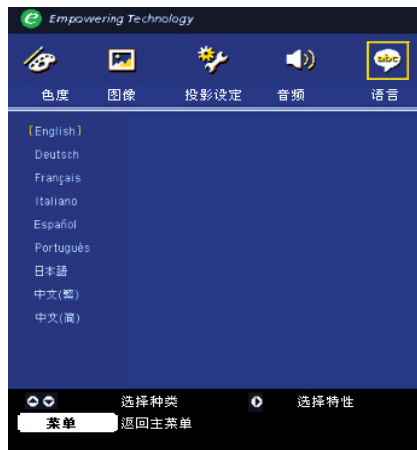 Empowering Technology
色度 图像 投影设定 音频 语言
abc
[English]
Deutsch
Français
Italiano
Español
Português
日本語
中文(繁)
中文(简)
选择种类 选择特性
菜单 返回主菜单